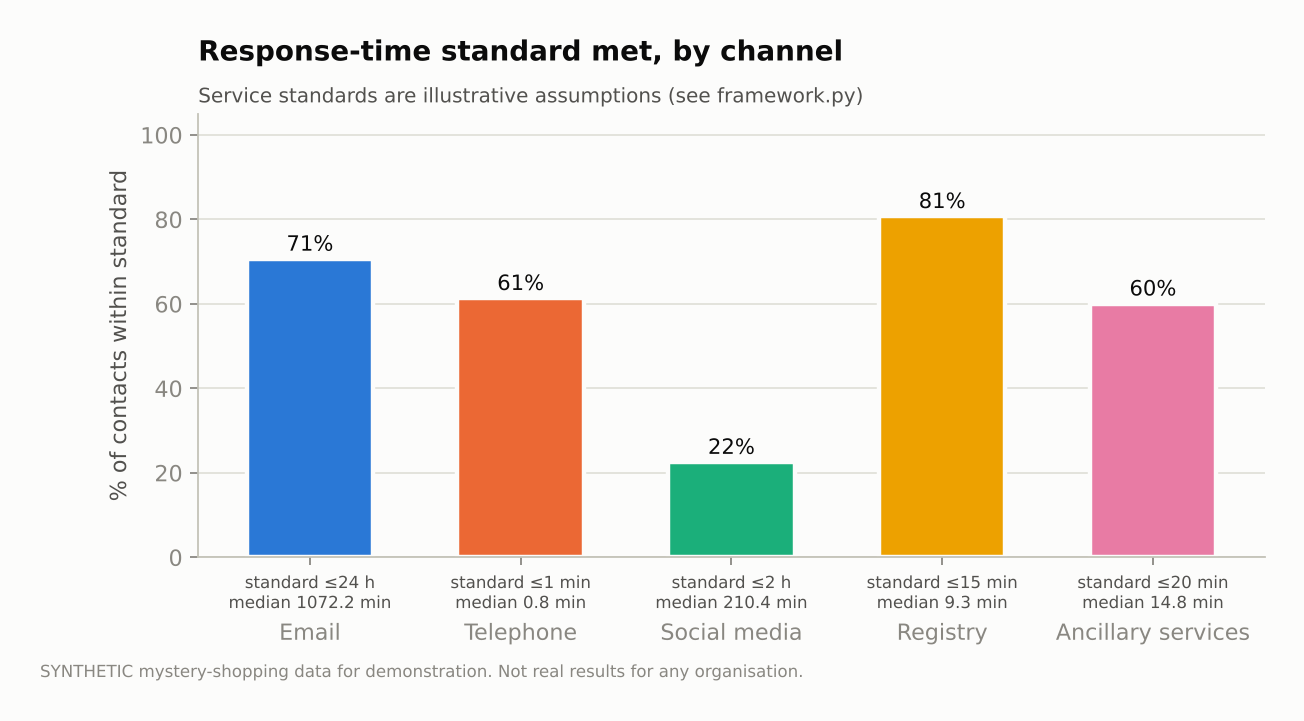 Response-time standard met, by channel
Service standards are illustrative assumptions (see framework.py)
% of contacts within standard
100
80
60
40
20
0
71%
61%
22%
81%
60%
standard ≤24 h
median 1072.2 min
Email
standard ≤1 min
median 0.8 min
Telephone
standard ≤2 h
median 210.4 min
Social media
standard ≤15 min
median 9.3 min
Registry
standard ≤20 min
median 14.8 min
Ancillary services
SYNTHETIC mystery-shopping data for demonstration. Not real results for any organisation.